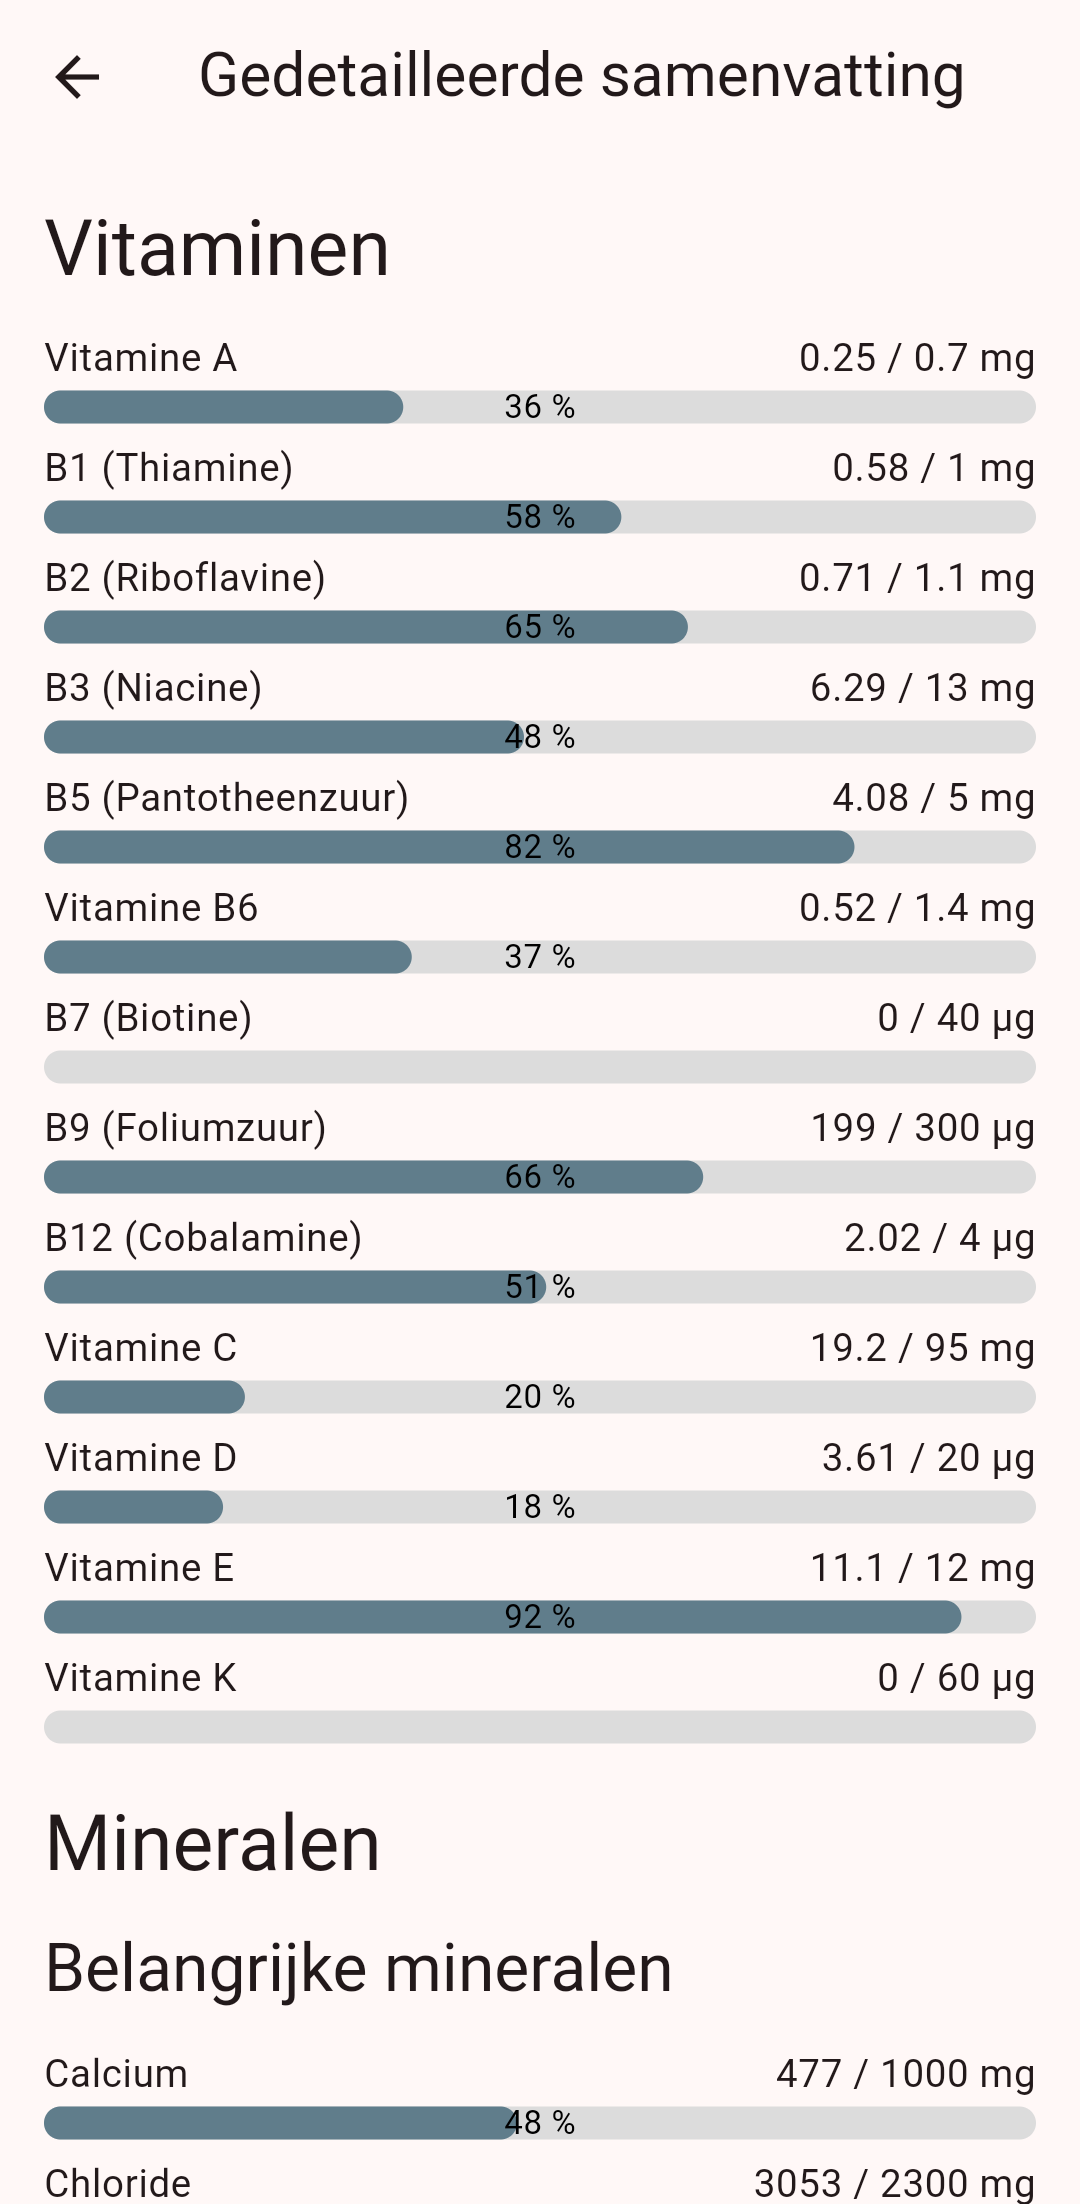 Gedetailleerde samenvatting
Vitaminen
Vitamine A 0.25 / 0.7 mg
36 %
B1 (Thiamine) 0.58 / 1 mg
58 %
B2 (Riboflavine) 0.71 / 1.1 mg
65 %
B3 (Niacine) 6.29 / 13 mg
48 %
B5 (Pantotheenzuur) 4.08 / 5 mg
82 %
Vitamine B6 0.52 / 1.4 mg
37 %
B7 (Biotine) 0 / 40 µg
B9 (Foliumzuur) 199 / 300 µg
66 %
B12 (Cobalamine) 2.02 / 4 µg
51 %
Vitamine C 19.2 / 95 mg
20 %
Vitamine D 3.61 / 20 µg
18 %
Vitamine E 11.1 / 12 mg
92 %
Vitamine K 0 / 60 µg
Mineralen
Belangrijke mineralen
Calcium 477 / 1000 mg
48 %
Chloride 3053 / 2300 mg